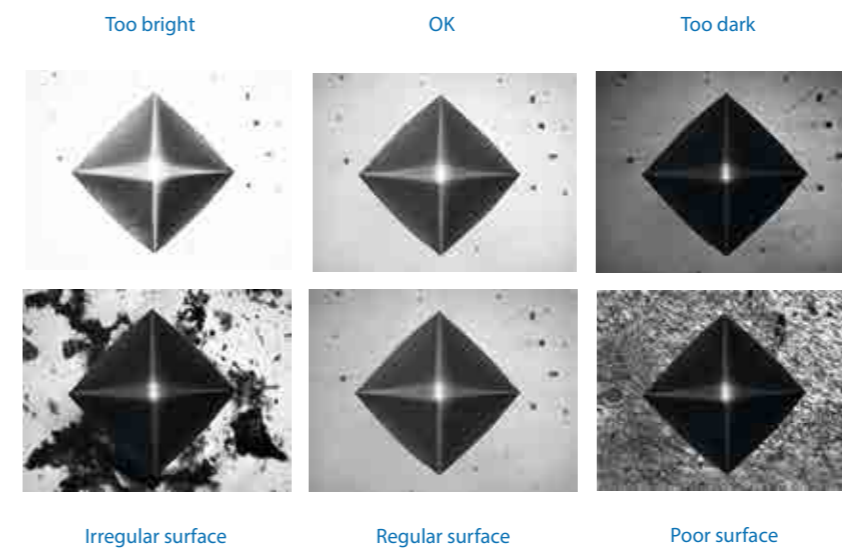 Too bright
OK
Too dark
Irregular surface
Regular surface
Poor surface